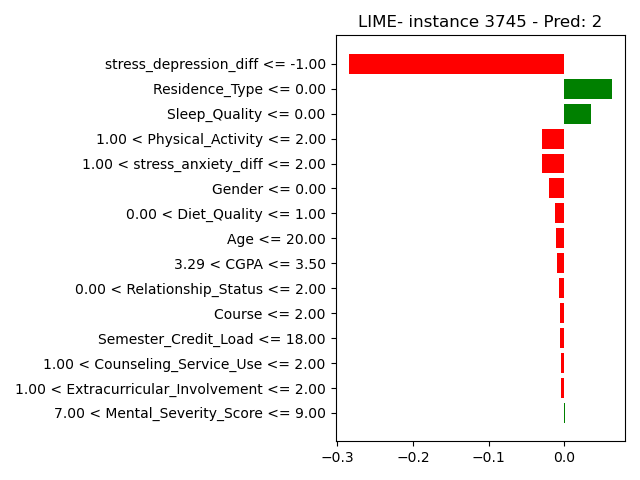 LIME- instance 3745 - Pred: 2
stress_depression_diff <= -1.00
Residence_Type <= 0.00
Sleep_Quality <= 0.00
1.00 < Physical_Activity <= 2.00
1.00 < stress_anxiety_diff <= 2.00
Gender <= 0.00
0.00 < Diet_Quality <= 1.00
Age <= 20.00
3.29 < CGPA <= 3.50
0.00 < Relationship_Status <= 2.00
Course <= 2.00
Semester_Credit_Load <= 18.00
1.00 < Counseling_Service_Use <= 2.00
1.00 < Extracurricular_Involvement <= 2.00
7.00 < Mental_Severity_Score <= 9.00
−0.3 −0.2 −0.1 0.0